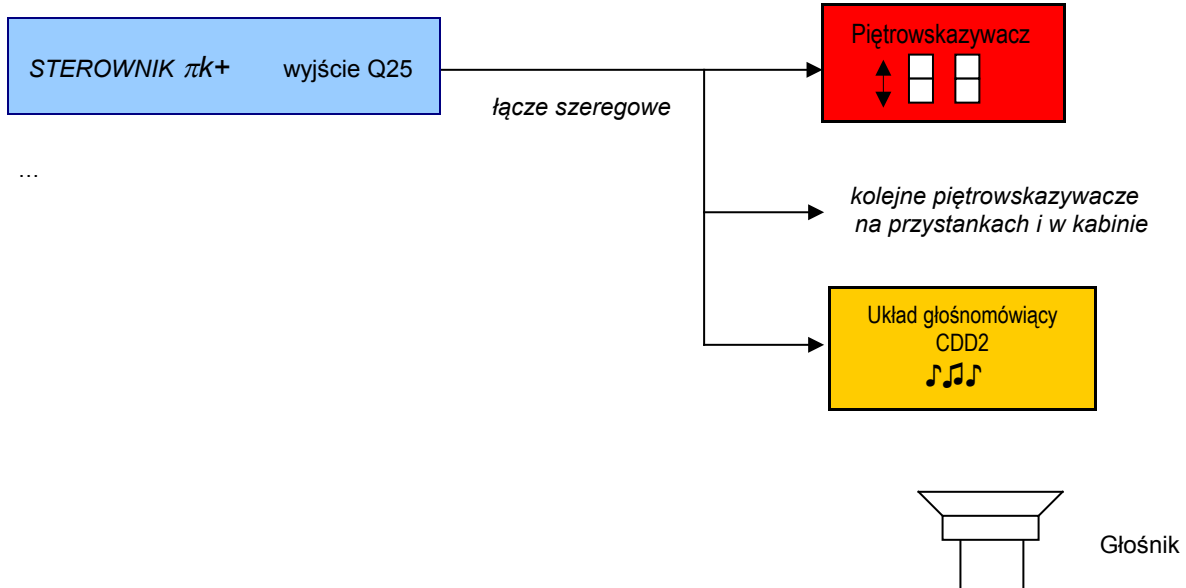 STEROWNIK πk+ wyjście Q25
łącze szeregowe
Piętrowskazywacz
...
kolejne piętrowskazywacze
na przystankach i w kabinie
Układ głośnomówiący
CDD2
♪♫♪
Głośnik